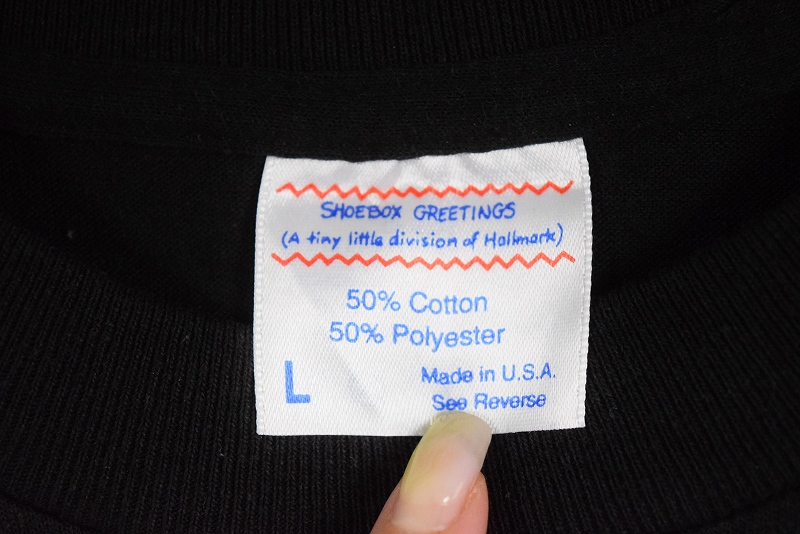 SHOEBOX GREETINGS
(A tiny little division of Hallmark)
50% Cotton
50% Polyester
L
Made in U.S.A.
See Reverse